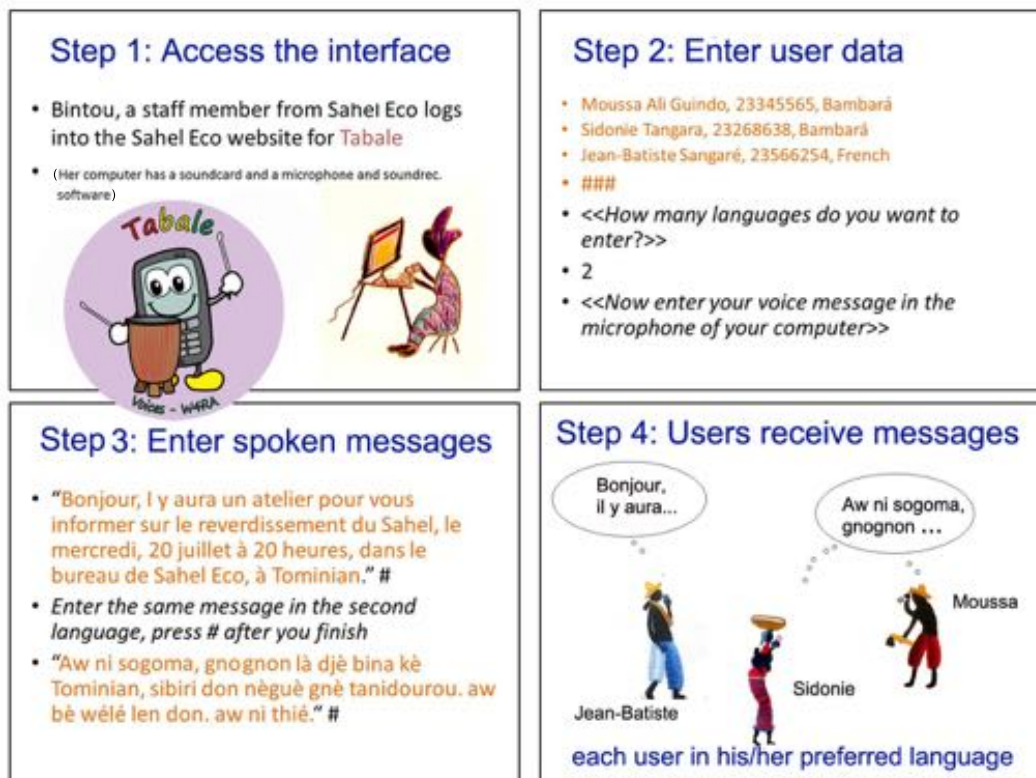 Step 1: Access the interface
• Bintou, a staff member from Sahel Eco logs
into the Sahel Eco website for Tabale
• (Her computer has a soundcard and a microphone and soundrec.
software)
Tabale
Voices - W4RA
Step 2: Enter user data
• Moussa Ali Guindo, 23345565, Bambará
• Sidonie Tangara, 23268638, Bambará
• Jean-Batiste Sangaré, 23566254, French
• ###
• <<How many languages do you want to
enter?>>
• 2
• <<Now enter your voice message in the
microphone of your computer>>
Step 3: Enter spoken messages
• "Bonjour, I y aura un atelier pour vous
informer sur le reverdissement du Sahel, le
mercredi, 20 juillet à 20 heures, dans le
bureau de Sahel Eco, à Tominian." #
• Enter the same message in the second
language, press # after you finish
• "Aw ni sogoma, gnognon là djè bina kè
Tominian, sibiri don nèguè gnè tanidourou. aw
bè wélé len don. aw ni thié." #
Step 4: Users receive messages
Bonjour,
il y aura...
Aw ni sogoma,
gnognon ...
Moussa
Sidonie
Jean-Batiste
each user in his/her preferred language